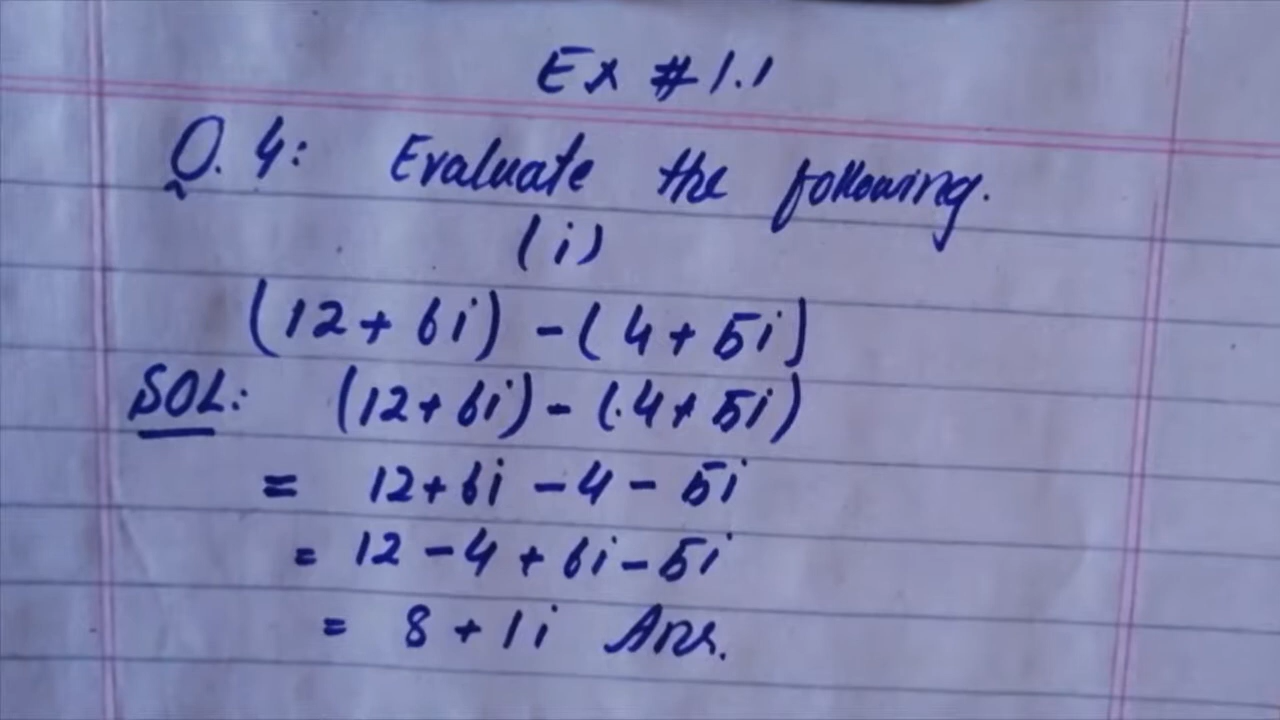 Ex # 1.1
Q. 4: Evaluate the following.
(i)
(12 + 6i) - (4 + 5i)
SOL: (12 + 6i) - (4 + 5i)
= 12 + 6i - 4 - 5i
= 12 - 4 + 6i - 5i
= 8 + 1i Ans.